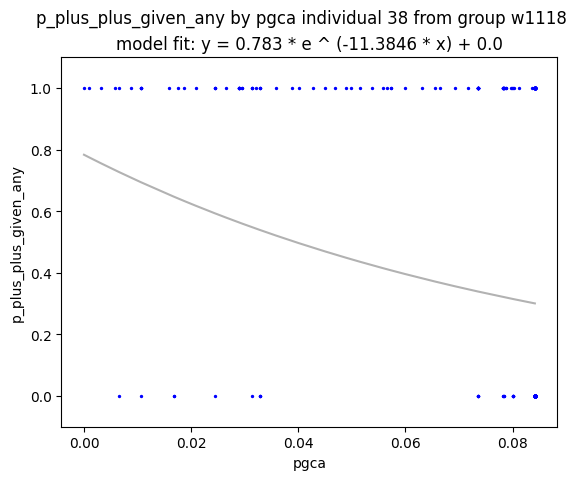 p_plus_plus_given_any by pgca individual 38 from group w1118
model fit: y = 0.783 * e ^ (-11.3846 * x) + 0.0
1.0
0.8
0.6
0.4
0.2
0.0
p_plus_plus_given_any
0.00
0.02
0.04
0.06
0.08
pgca